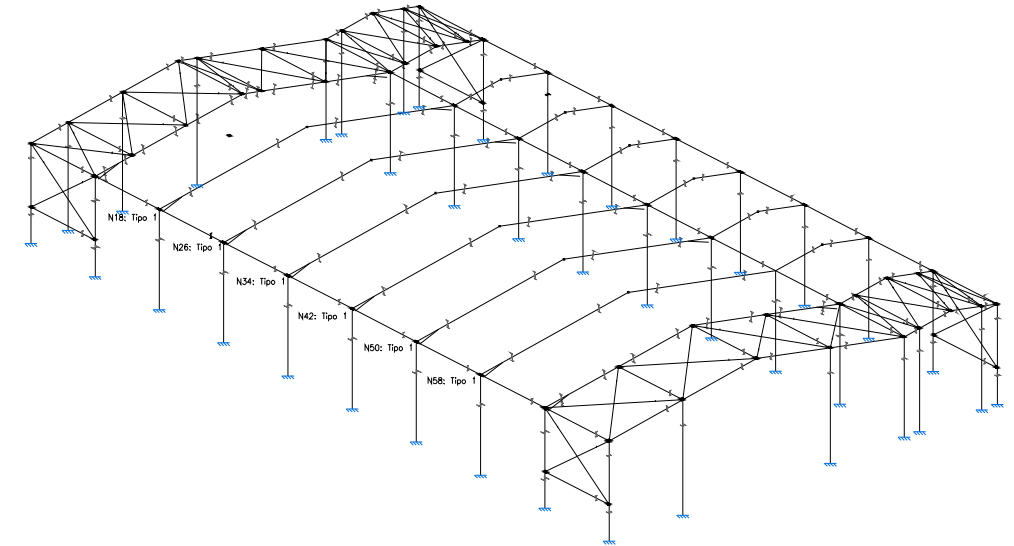 N18: Tipo 1
N26: Tipo 1
N34: Tipo 1
N42: Tipo 1
N50: Tipo 1
N58: Tipo 1